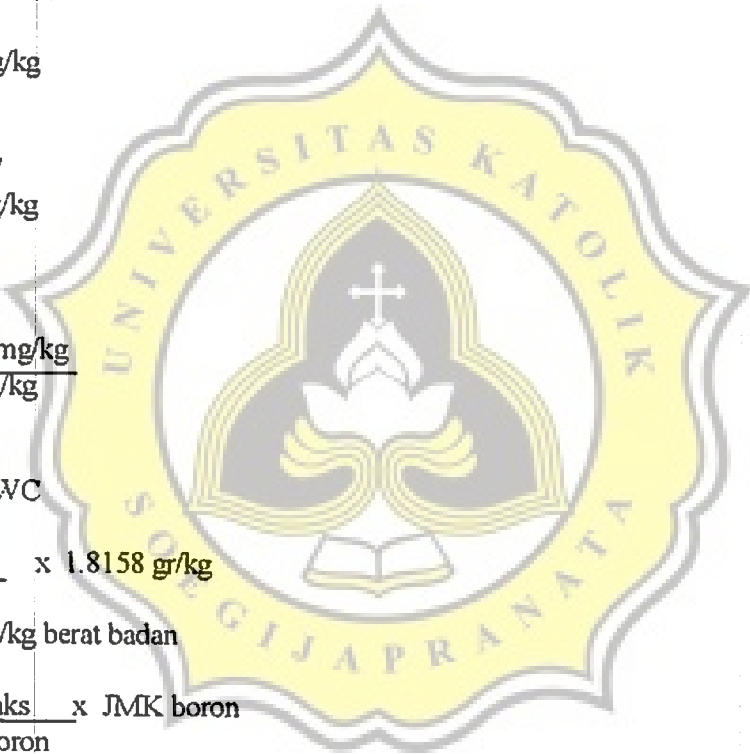 g/kg
/kg
mg/kg
/kg
WC
x 1.8158 gr/kg
/kg berat badan
aks x JMK boron
oron
UNIVERSITAS KATOLIK
SOEGIJAPRANATA